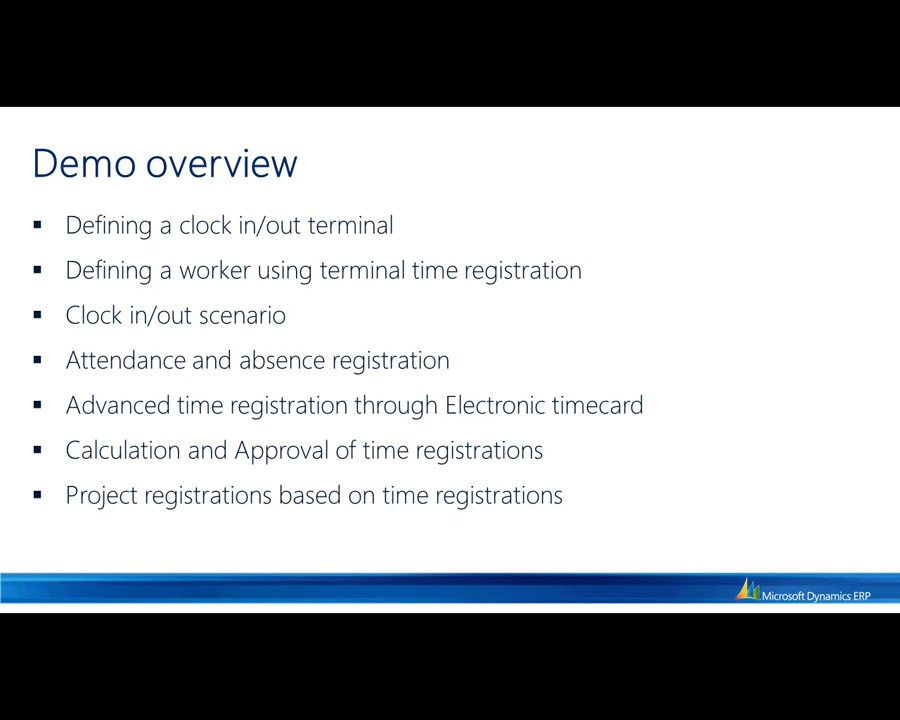 Demo overview
▪ Defining a clock in/out terminal
▪ Defining a worker using terminal time registration
▪ Clock in/out scenario
▪ Attendance and absence registration
▪ Advanced time registration through Electronic timecard
▪ Calculation and Approval of time registrations
▪ Project registrations based on time registrations
Microsoft Dynamics ERP